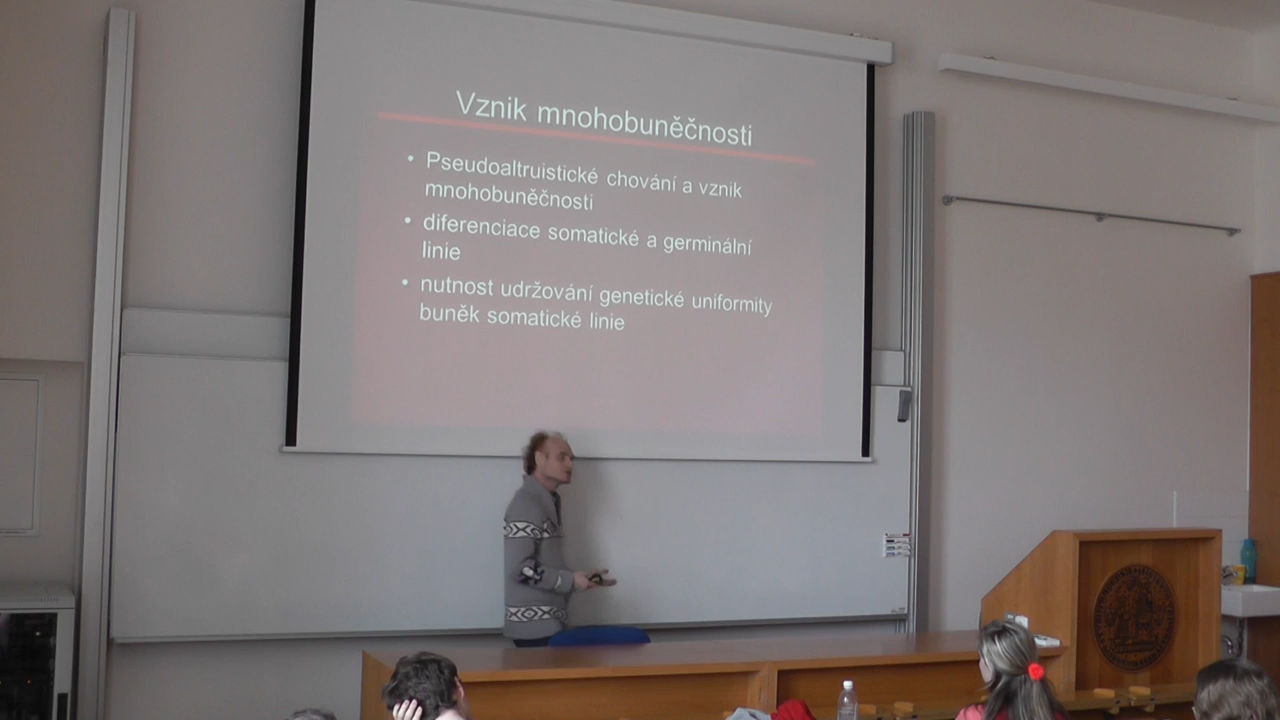 Vznik mnohobuněčnosti
• Pseudoaltruistické chování a vznik
mnohobuněčnosti
• diferenciace somatické a germinální
linie
• nutnost udržování genetické uniformity
buněk somatické linie